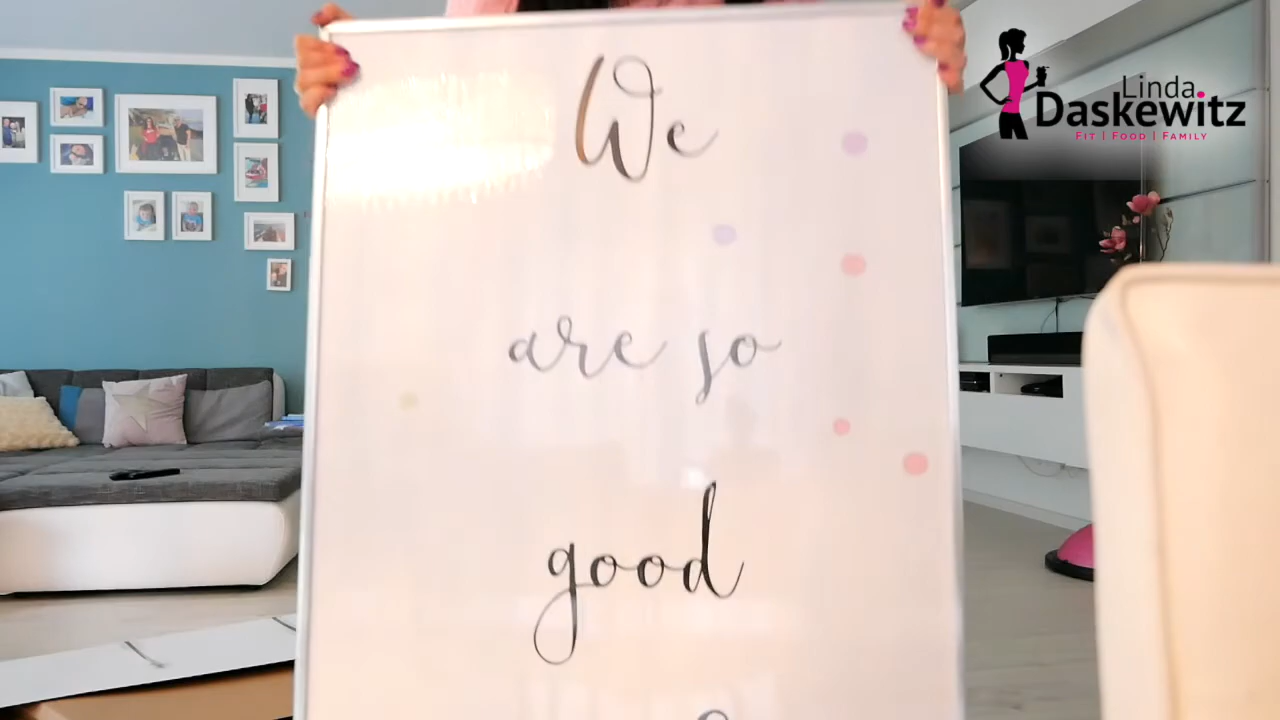 We
are so
good
Linda
Daskewitz
FIT | FOOD | FAMILY